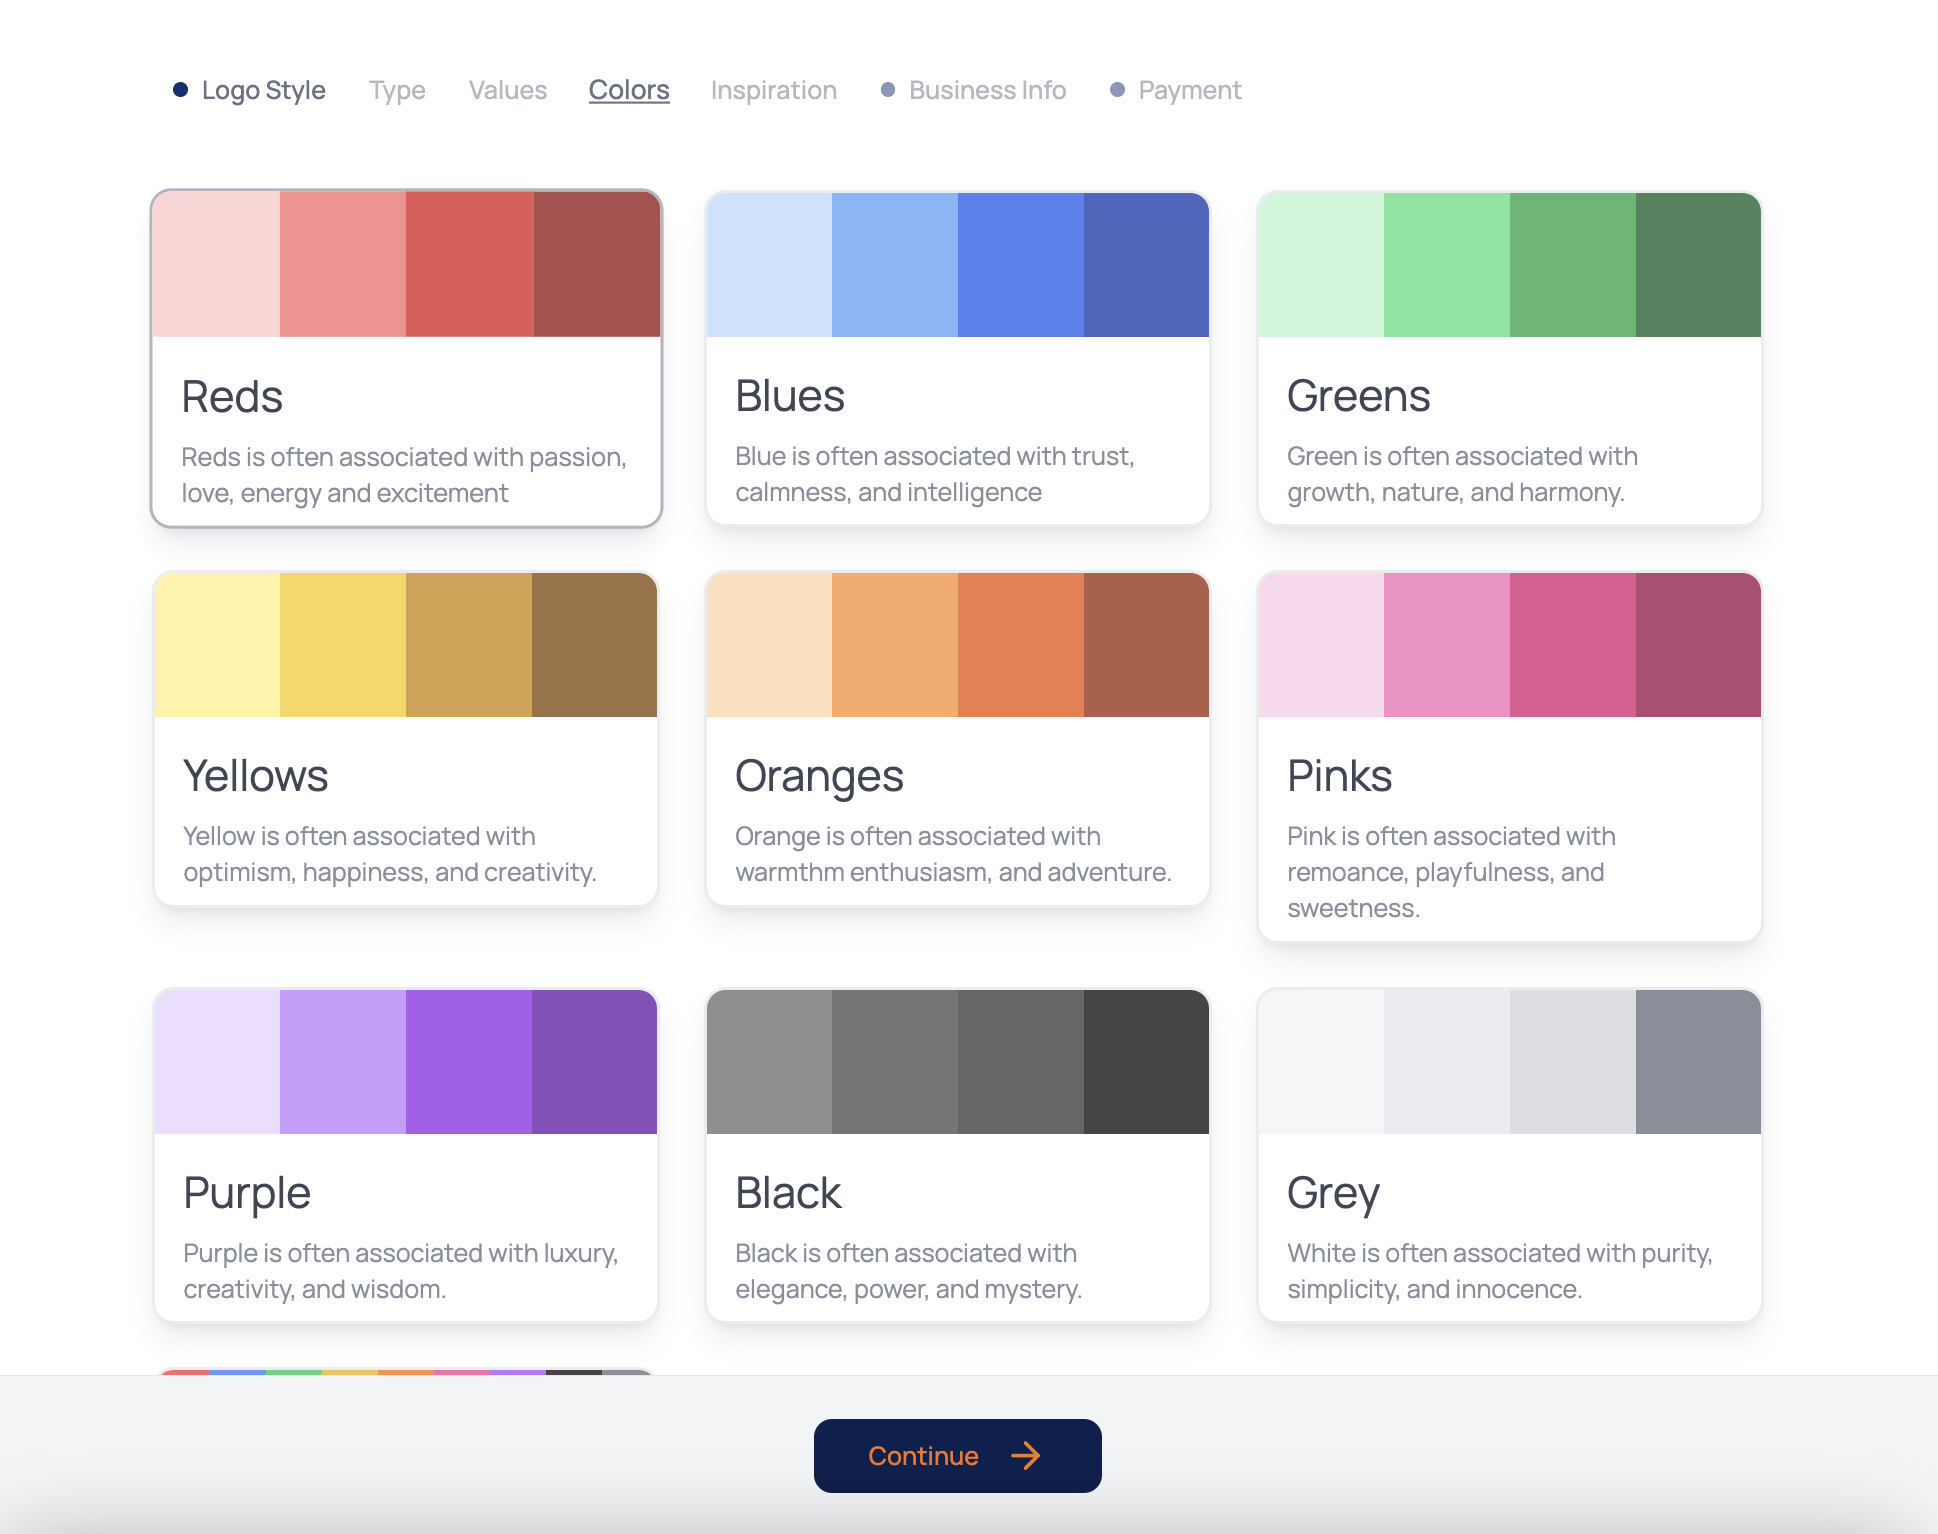 Logo Style Type Values Colors Inspiration Business Info Payment
Reds
Reds is often associated with passion,
love, energy and excitement
Blues
Blue is often associated with trust,
calmness, and intelligence
Greens
Green is often associated with
growth, nature, and harmony.
Yellows
Yellow is often associated with
optimism, happiness, and creativity.
Oranges
Orange is often associated with
warmthm enthusiasm, and adventure.
Pinks
Pink is often associated with
remoance, playfulness, and
sweetness.
Purple
Purple is often associated with luxury,
creativity, and wisdom.
Black
Black is often associated with
elegance, power, and mystery.
Grey
White is often associated with purity,
simplicity, and innocence.
Continue